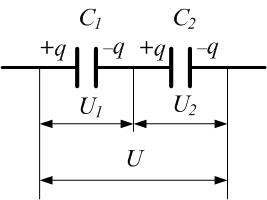 C₁ C₂
+q –q +q –q
U₁ U₂
U